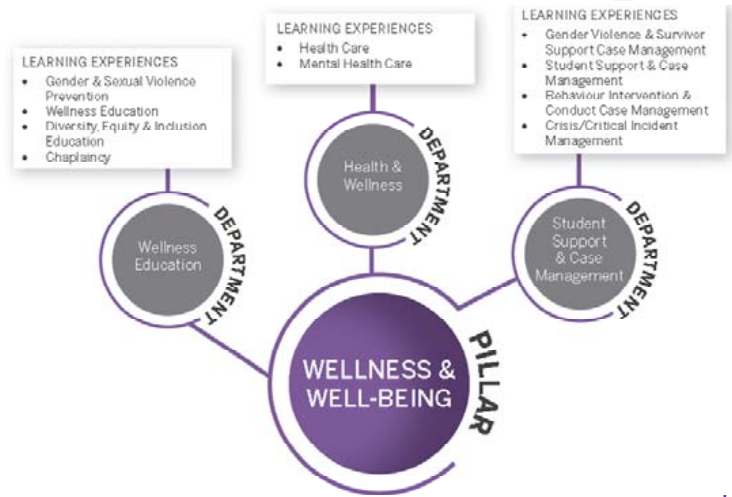 LEARNING EXPERIENCES
• Gender & Sexual Violence
Prevention
• Wellness Education
• Diversity, Equity & Inclusion
Education
• Chaplaincy
LEARNING EXPERIENCES
• Health Care
• Mental Health Care
LEARNING EXPERIENCES
• Gender Violence & Survivor
Support Case Management
• Student Support & Case
Management
• Behaviour Intervention &
Conduct Case Management
• Crisis/Critical Incident
Management
Wellness
Education
DEPARTMENT
Health &
Wellness
DEPARTMENT
Student
Support
& Case
Management
DEPARTMENT
WELLNESS &
WELL-BEING
PILLAR